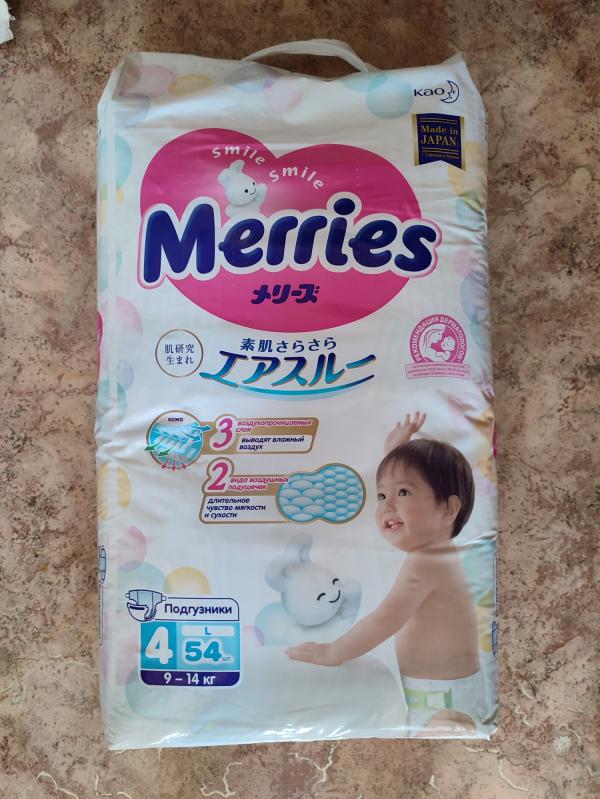 Kao
Made in
JAPAN
smile smile
Merries
メリーズ
肌研究
生まれ
素肌さらさら
エアスルー
РЕКОМЕНДАЦИЯ ДЕРМАТОЛОГОВ
кожа
3 воздухопроницаемых
слоя
выводят влажный
воздух
2 вида воздушных
подушечек
длительное
чувство мягкости
и сухости
Подгузники
4 L
54 шт.
9 – 14 кг